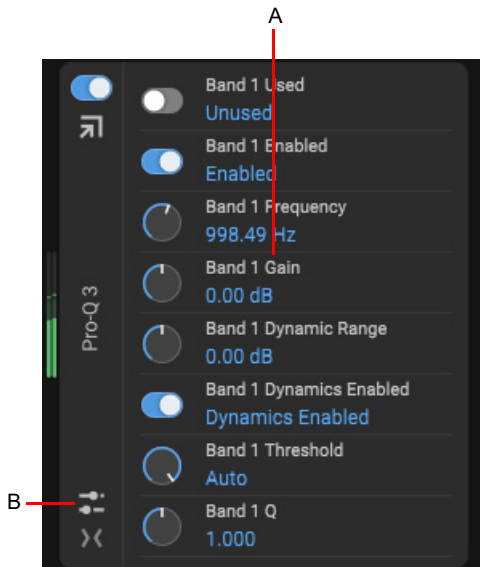 A
Band 1 Used
Unused
Band 1 Enabled
Enabled
Band 1 Frequency
998.49 Hz
Band 1 Gain
0.00 dB
Pro-Q 3
Band 1 Dynamic Range
0.00 dB
Band 1 Dynamics Enabled
Dynamics Enabled
Band 1 Threshold
Auto
B
Band 1 Q
1.000